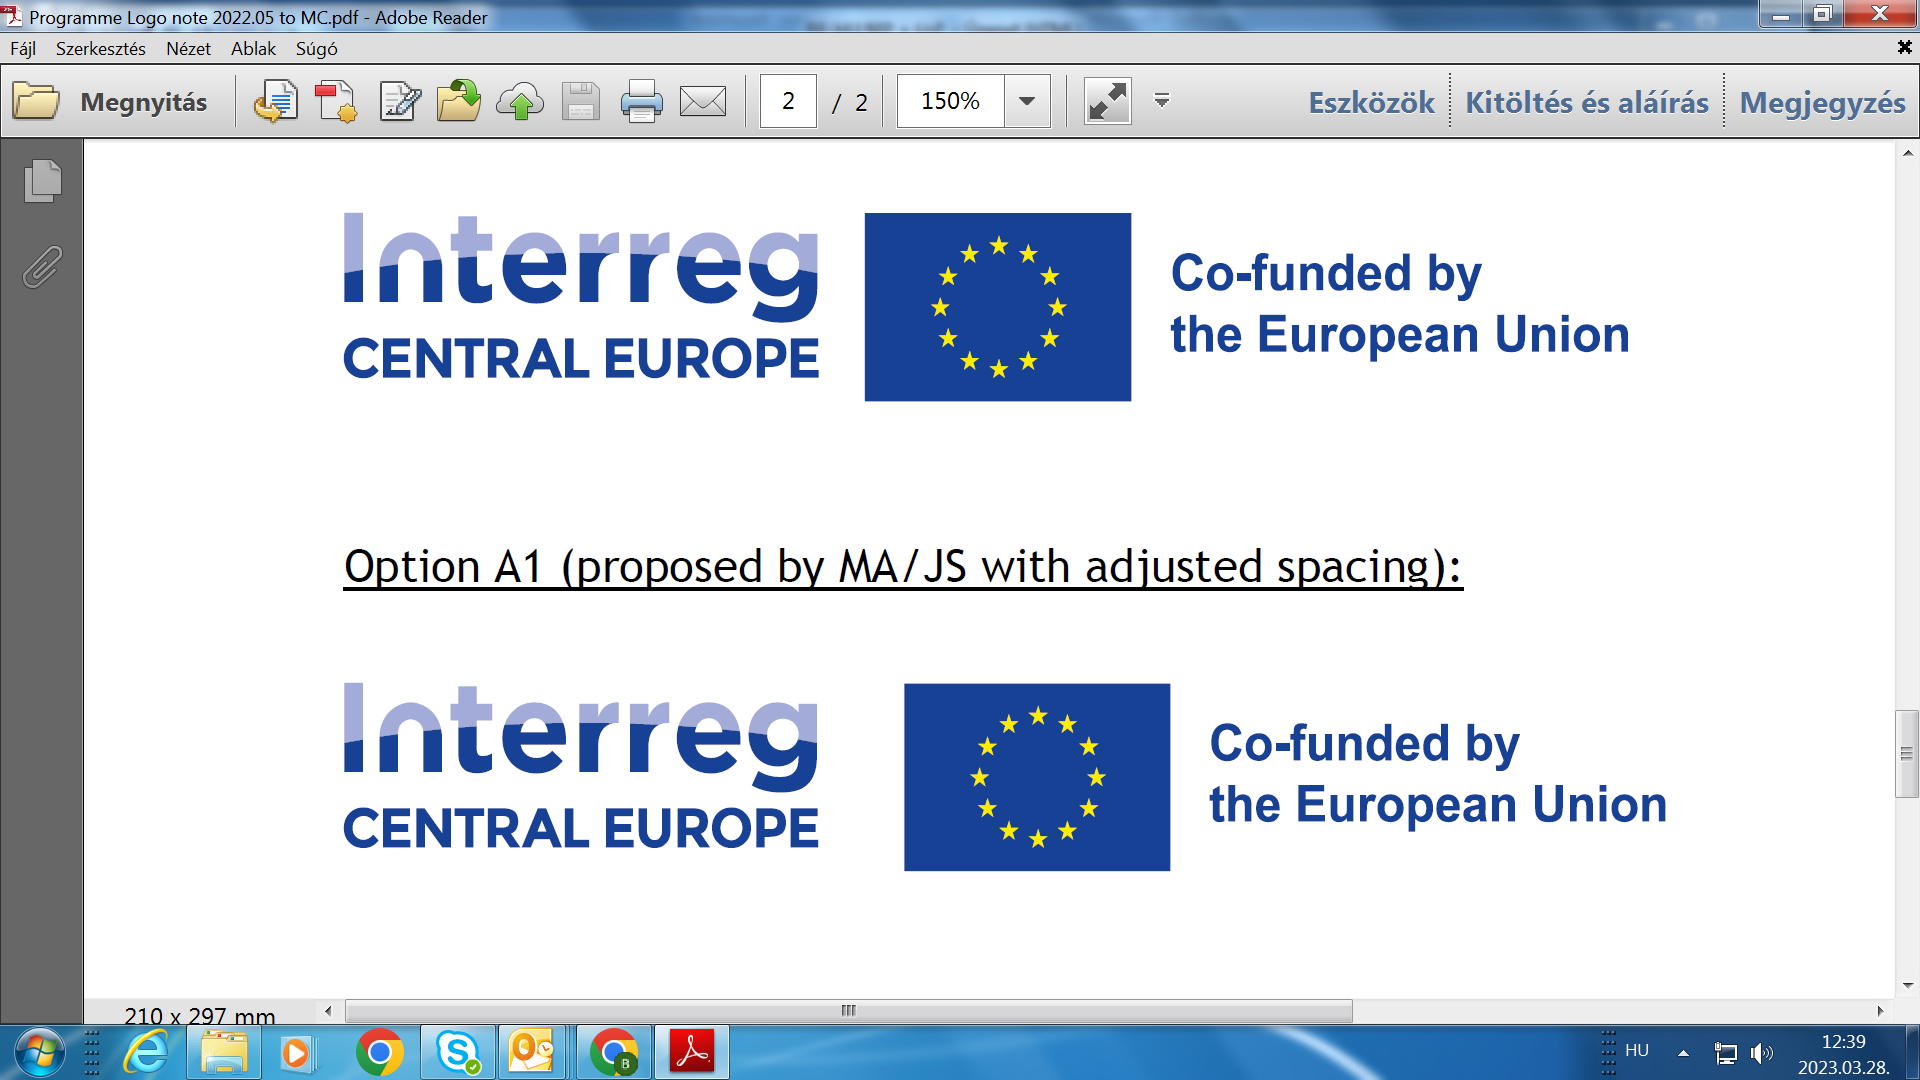 Programme Logo note 2022.05 to MC.pdf - Adobe Reader
Fájl Szerkesztés Nézet Ablak Súgó
Megnyitás 2 / 2 150% Eszközök Kitöltés és aláírás Megjegyzés
Interreg
CENTRAL EUROPE
Co-funded by
the European Union
Option A1 (proposed by MA/JS with adjusted spacing):
Interreg
CENTRAL EUROPE
Co-funded by
the European Union
210 x 297 mm
HU
12:39
2023.03.28.